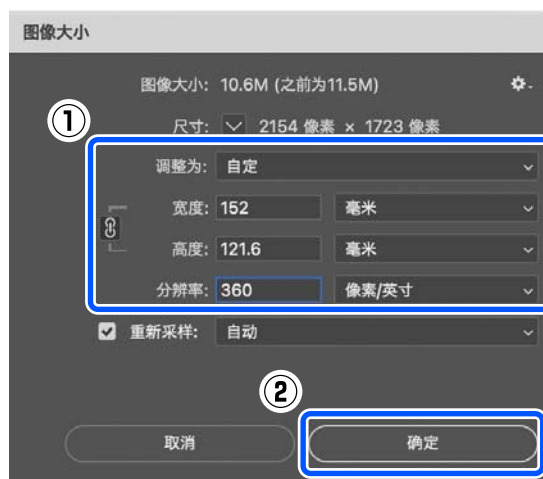 图像大小
图像大小: 10.6M (之前为11.5M)
①
尺寸: 2154 像素 × 1723 像素
调整为: 自定
宽度: 152 毫米
高度: 121.6 毫米
分辨率: 360 像素/英寸
重新采样: 自动
②
取消 确定